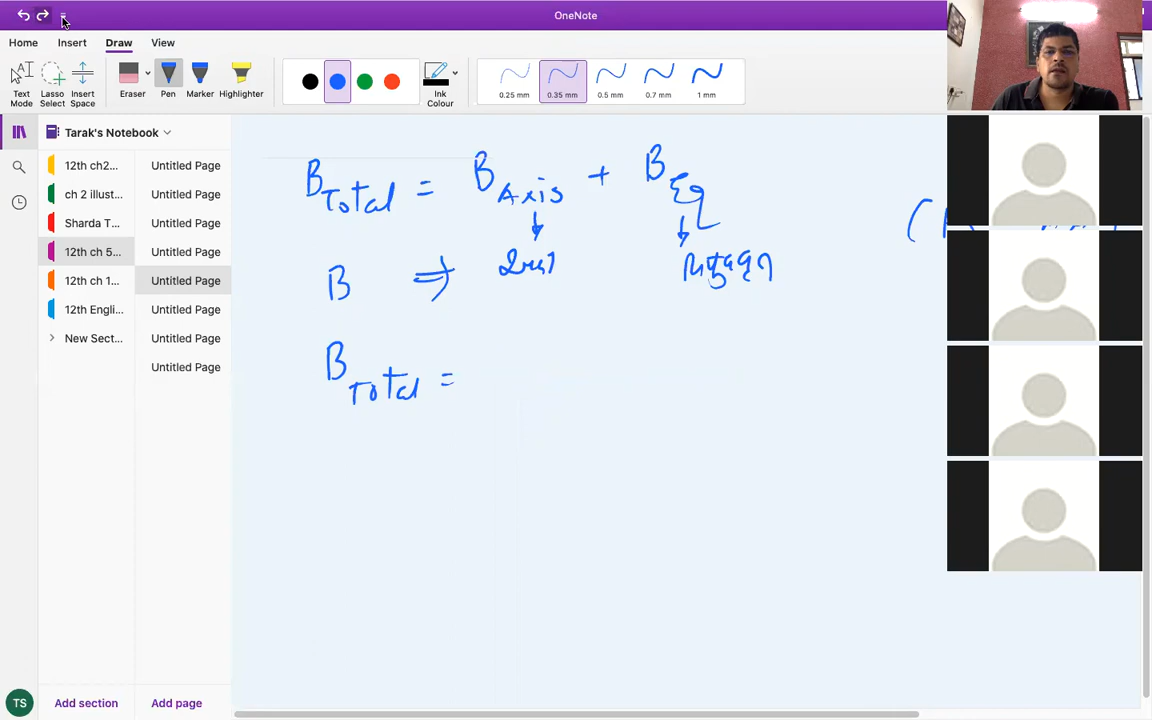 OneNote
Home Insert Draw View
Text Mode
Lasso Select
Insert Space
Eraser
Pen
Marker
Highlighter
Ink Colour
0.25 mm 0.35 mm 0.5 mm 0.7 mm 1 mm
Tarak's Notebook
12th ch2... Untitled Page
ch 2 illust... Untitled Page
Sharda T... Untitled Page
12th ch 5... Untitled Page
12th ch 1... Untitled Page
12th Engli... Untitled Page
New Sect... Untitled Page
Untitled Page
B Total = B Axis + B Eq
↓ ↓
B ⇒
B Total =
TS Add section Add page